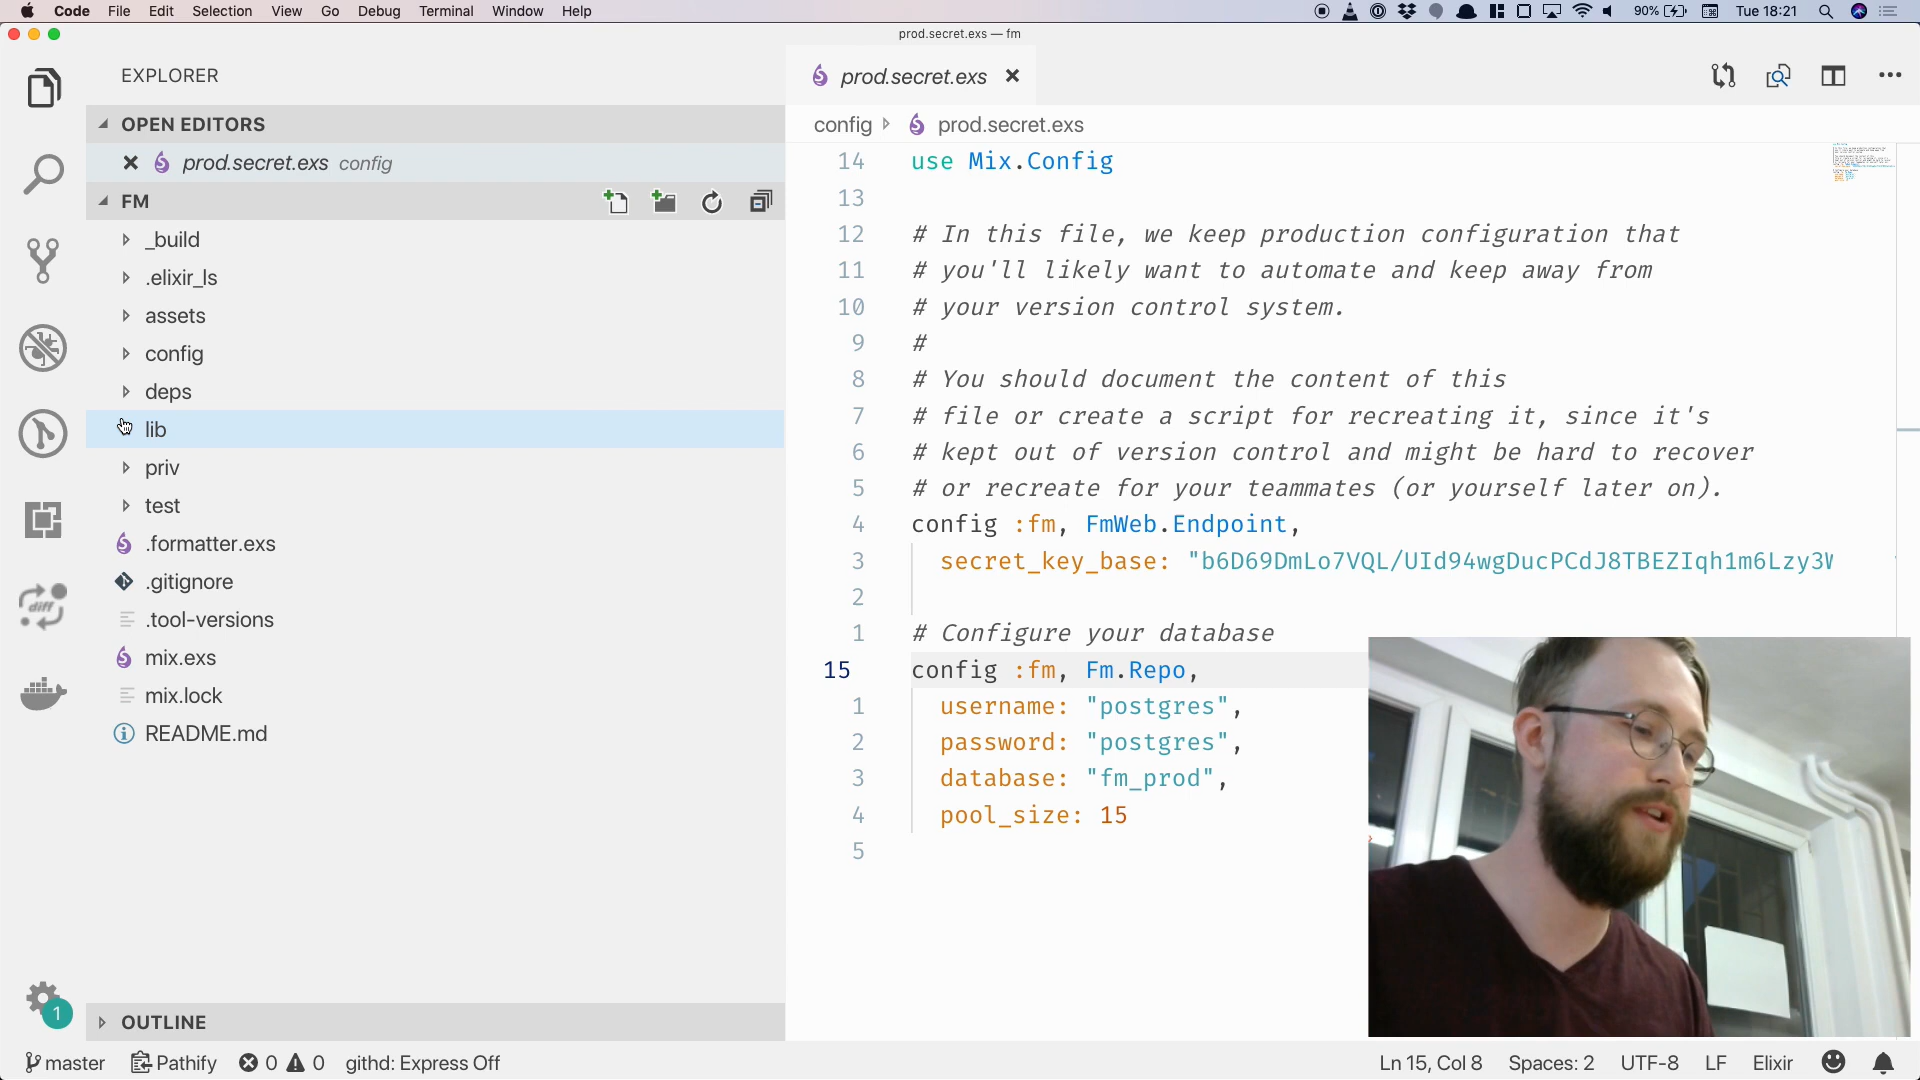 Code File Edit Selection View Go Debug Terminal Window Help 90% Tue 18:21
prod.secret.exs — fm
EXPLORER
OPEN EDITORS
prod.secret.exs config
FM
_build
.elixir_ls
assets
config
deps
lib
priv
test
.formatter.exs
.gitignore
.tool-versions
mix.exs
mix.lock
README.md
OUTLINE
diff
1
prod.secret.exs
config prod.secret.exs
14 use Mix.Config
13
12 # In this file, we keep production configuration that
11 # you'll likely want to automate and keep away from
10 # your version control system.
9 #
8 # You should document the content of this
7 # file or create a script for recreating it, since it's
6 # kept out of version control and might be hard to recover
5 # or recreate for your teammates (or yourself later on).
4 config :fm, FmWeb.Endpoint,
3 secret_key_base: "b6D69DmLo7VQL/UId94wgDucPCdJ8TBEZIqh1m6Lzy3W
2
1 # Configure your database
15 config :fm, Fm.Repo,
1 username: "postgres",
2 password: "postgres",
3 database: "fm_prod",
4 pool_size: 15
5
master Pathify 0 0 githd: Express Off Ln 15, Col 8 Spaces: 2 UTF-8 LF Elixir